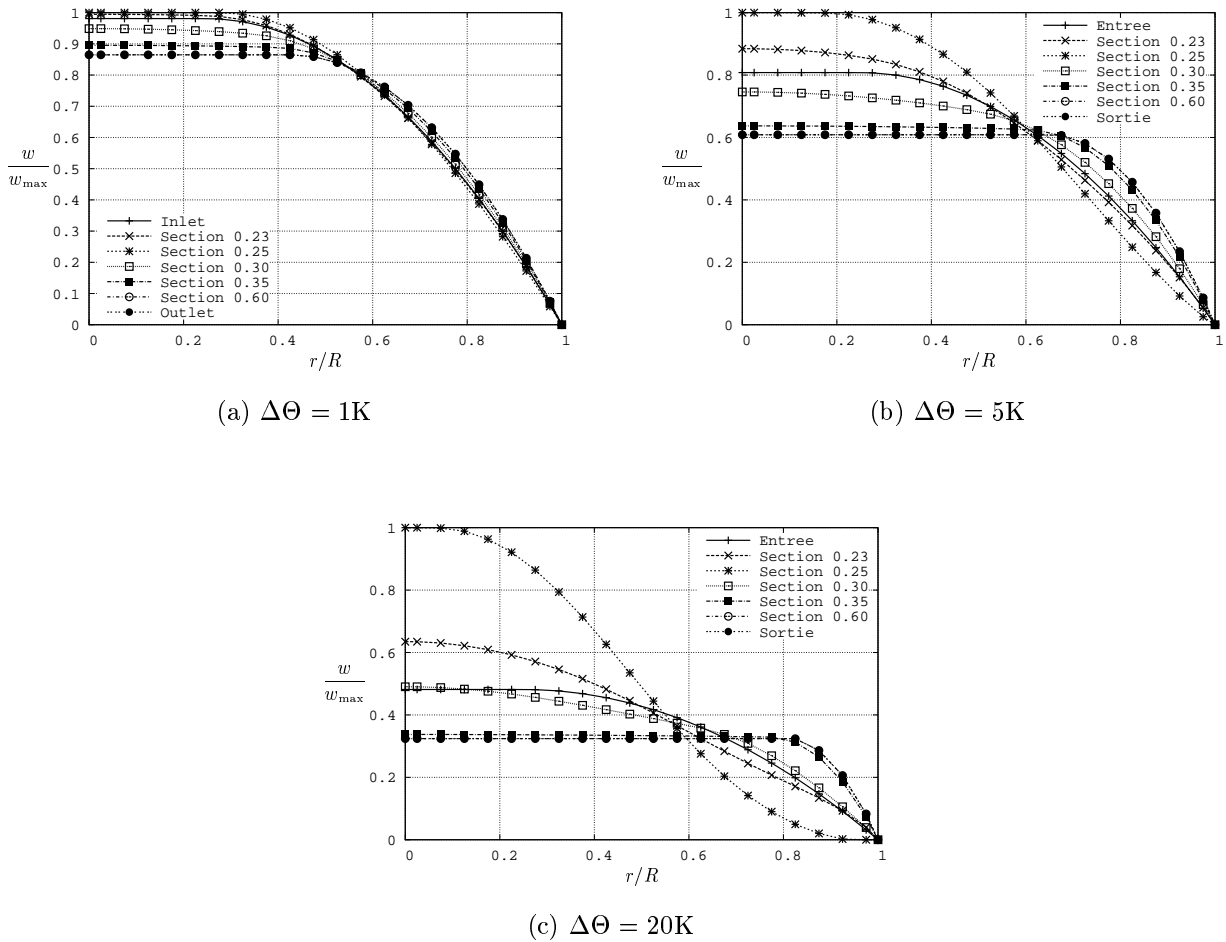 1
0.9
0.8
0.7
0.6
0.5
0.4
0.3
0.2
0.1
0
w
w_max
Inlet
Section 0.23
Section 0.25
Section 0.30
Section 0.35
Section 0.60
Outlet
0 0.2 0.4 0.6 0.8 1
r/R
(a) ΔΘ = 1K
1
0.8
0.6
0.4
0.2
0
w
w_max
Entree
Section 0.23
Section 0.25
Section 0.30
Section 0.35
Section 0.60
Sortie
0 0.2 0.4 0.6 0.8 1
r/R
(b) ΔΘ = 5K
1
0.8
0.6
0.4
0.2
0
w
w_max
Entree
Section 0.23
Section 0.25
Section 0.30
Section 0.35
Section 0.60
Sortie
0 0.2 0.4 0.6 0.8 1
r/R
(c) ΔΘ = 20K